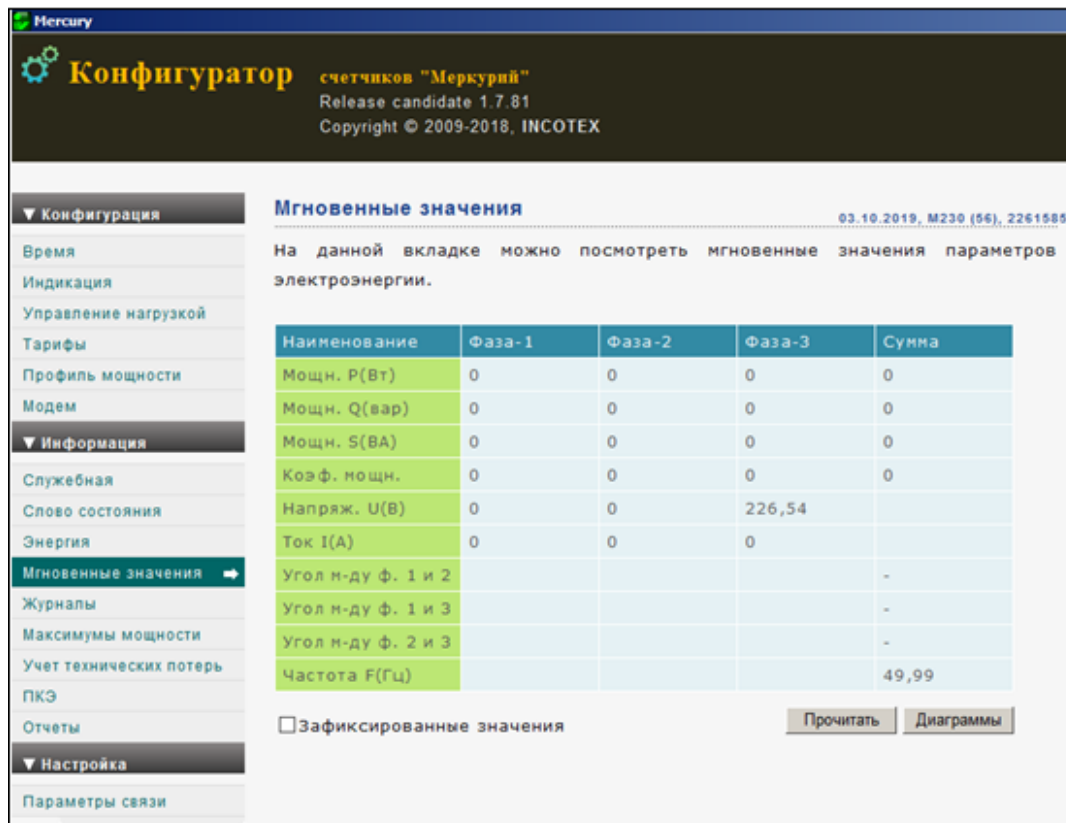 Mercury
Конфигуратор счетчиков "Меркурий"
Release candidate 1.7.81
Copyright © 2009-2018, INCOTEX
▼ Конфигурация
Время
Индикация
Управление нагрузкой
Тарифы
Профиль мощности
Модем
▼ Информация
Служебная
Слово состояния
Энергия
Мгновенные значения
Журналы
Максимумы мощности
Учет технических потерь
ПКЭ
Отчеты
▼ Настройка
Параметры связи
Мгновенные значения
03.10.2019, М230 (56), 2261585
На данной вкладке можно посмотреть мгновенные значения параметров
электроэнергии.
Наименование Фаза-1 Фаза-2 Фаза-3 Сумма
Мощн. P(Вт) 0 0 0 0
Мощн. Q(вар) 0 0 0 0
Мощн. S(ВА) 0 0 0 0
Коэф. мощн. 0 0 0 0
Напряж. U(В) 0 0 226,54
Ток I(А) 0 0 0
Угол м-ду ф. 1 и 2 -
Угол м-ду ф. 1 и 3 -
Угол м-ду ф. 2 и 3 -
Частота F(Гц) 49,99
Зафиксированные значения
Прочитать Диаграммы